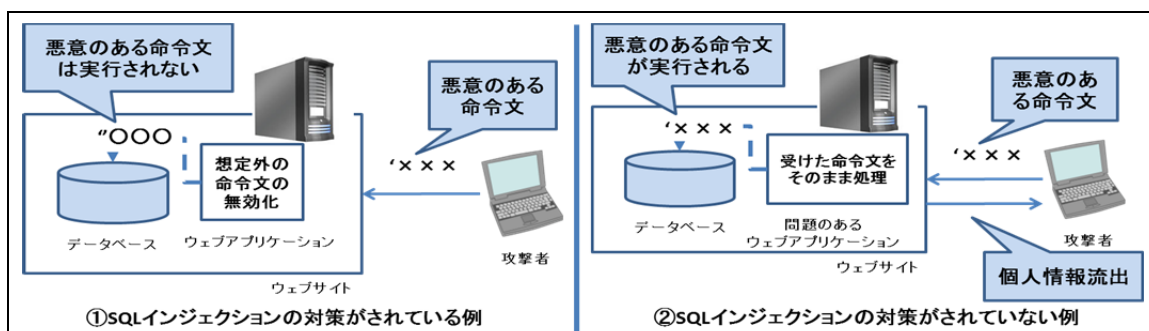 悪意のある命令文
は実行されない
悪意のある
命令文
“○○○
‘×××
想定外の
命令文の
無効化
データベース
ウェブアプリケーション
攻撃者
ウェブサイト
①SQLインジェクションの対策がされている例
悪意のある命令文
が実行される
悪意のあ
る命令文
‘×××
‘×××
受けた命令文を
そのまま処理
データベース
問題のある
ウェブアプリケーション
攻撃者
ウェブサイト
個人情報流出
②SQLインジェクションの対策がされていない例